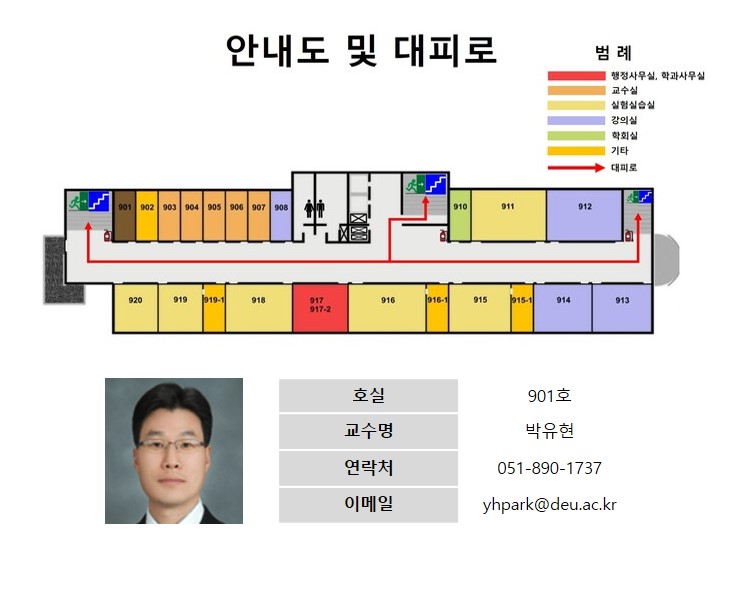 안내도 및 대피로
범 례
행정사무실, 학과사무실
교수실
실험실습실
강의실
학회실
기타
대피로
901 902 903 904 905 906 907 908 910 911 912
920 919 919-1 918 917 916 916-1 915 915-1 914 913
917-2
호실 901호
교수명 박유현
연락처 051-890-1737
이메일 yhpark@deu.ac.kr